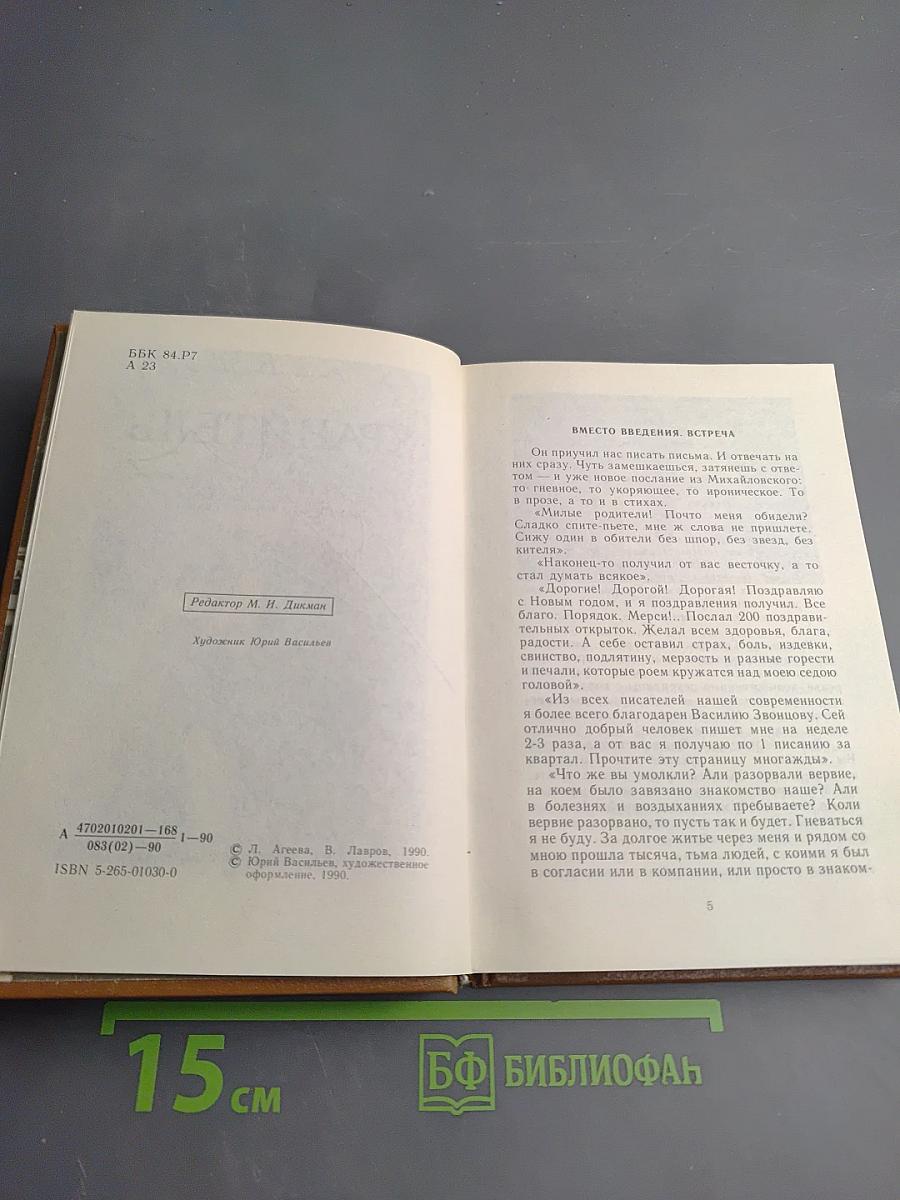 ББК 84.Р7
А 23
Редактор М. И. Дикман
Художник Юрий Васильев
А 4702010201—168 1—90
083(02)—90
ISBN 5-265-01030-0
© Л. Агеева, В. Лавров, 1990.
© Юрий Васильев, художественное
оформление, 1990.
ВМЕСТО ВВЕДЕНИЯ. ВСТРЕЧА
Он приучил нас писать письма. И отвечать на
них сразу. Чуть замешкаешься, затянешь с отве-
том — и уже новое послание из Михайловского:
то гневное, то укоряющее, то ироническое. То
в прозе, а то и в стихах.
«Милые родители! Почто меня обидели?
Сладко спите-пьете, мне ж слова не пришлете.
Сижу один в обители без шпор, без звезд, без
кителя».
«Наконец-то получил от вас весточку, а то
стал думать всякое».
«Дорогие! Дорогой! Дорогая! Поздравляю
с Новым годом, и я поздравления получил. Все
благо. Порядок. Мерси!.. Послал 200 поздрави-
тельных открыток. Желал всем здоровья, блага,
радости. А себе оставил страх, боль, издевки,
свинство, подлятину, мерзость и разные горести
и печали, которые роем кружатся над моею седою
головой».
«Из всех писателей нашей современности
я более всего благодарен Василию Звонцову. Сей
отлично добрый человек пишет мне на неделе
2-3 раза, а от вас я получаю по 1 писанию за
квартал. Прочтите эту страницу многажды».
«Что же вы умолкли? Али разорвали вервие,
на коем было завязано знакомство наше? Али
в болезнях и воздыханиях пребываете? Коли
вервие разорвано, то пусть так и будет. Гневаться
я не буду. За долгое житье через меня и рядом со
мною прошла тысяча, тьма людей, с коими я был
в согласии или в компании, или просто в знаком-
5
15 см
БФ БИБЛИОФАН